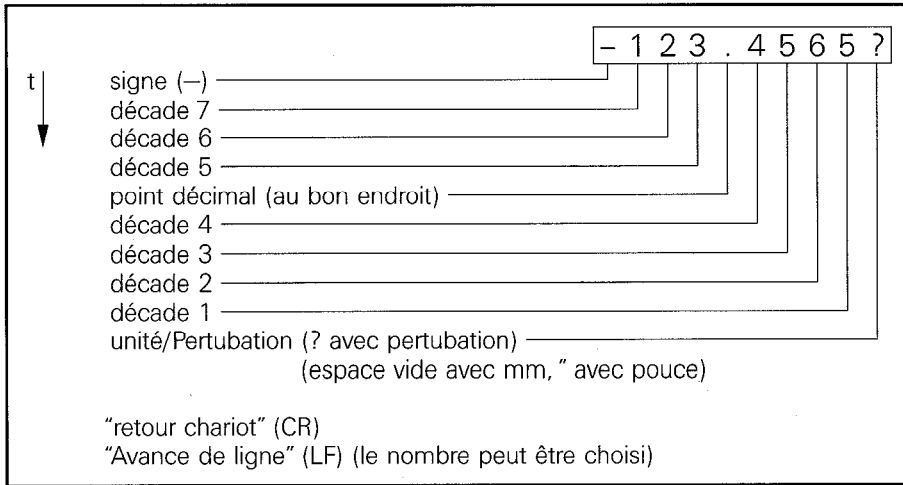 – 1 2 3 . 4 5 6 5 ?
t
signe (–)
décade 7
décade 6
décade 5
point décimal (au bon endroit)
décade 4
décade 3
décade 2
décade 1
unité/Pertubation (? avec pertubation)
(espace vide avec mm, " avec pouce)
"retour chariot" (CR)
"Avance de ligne" (LF) (le nombre peut être choisi)